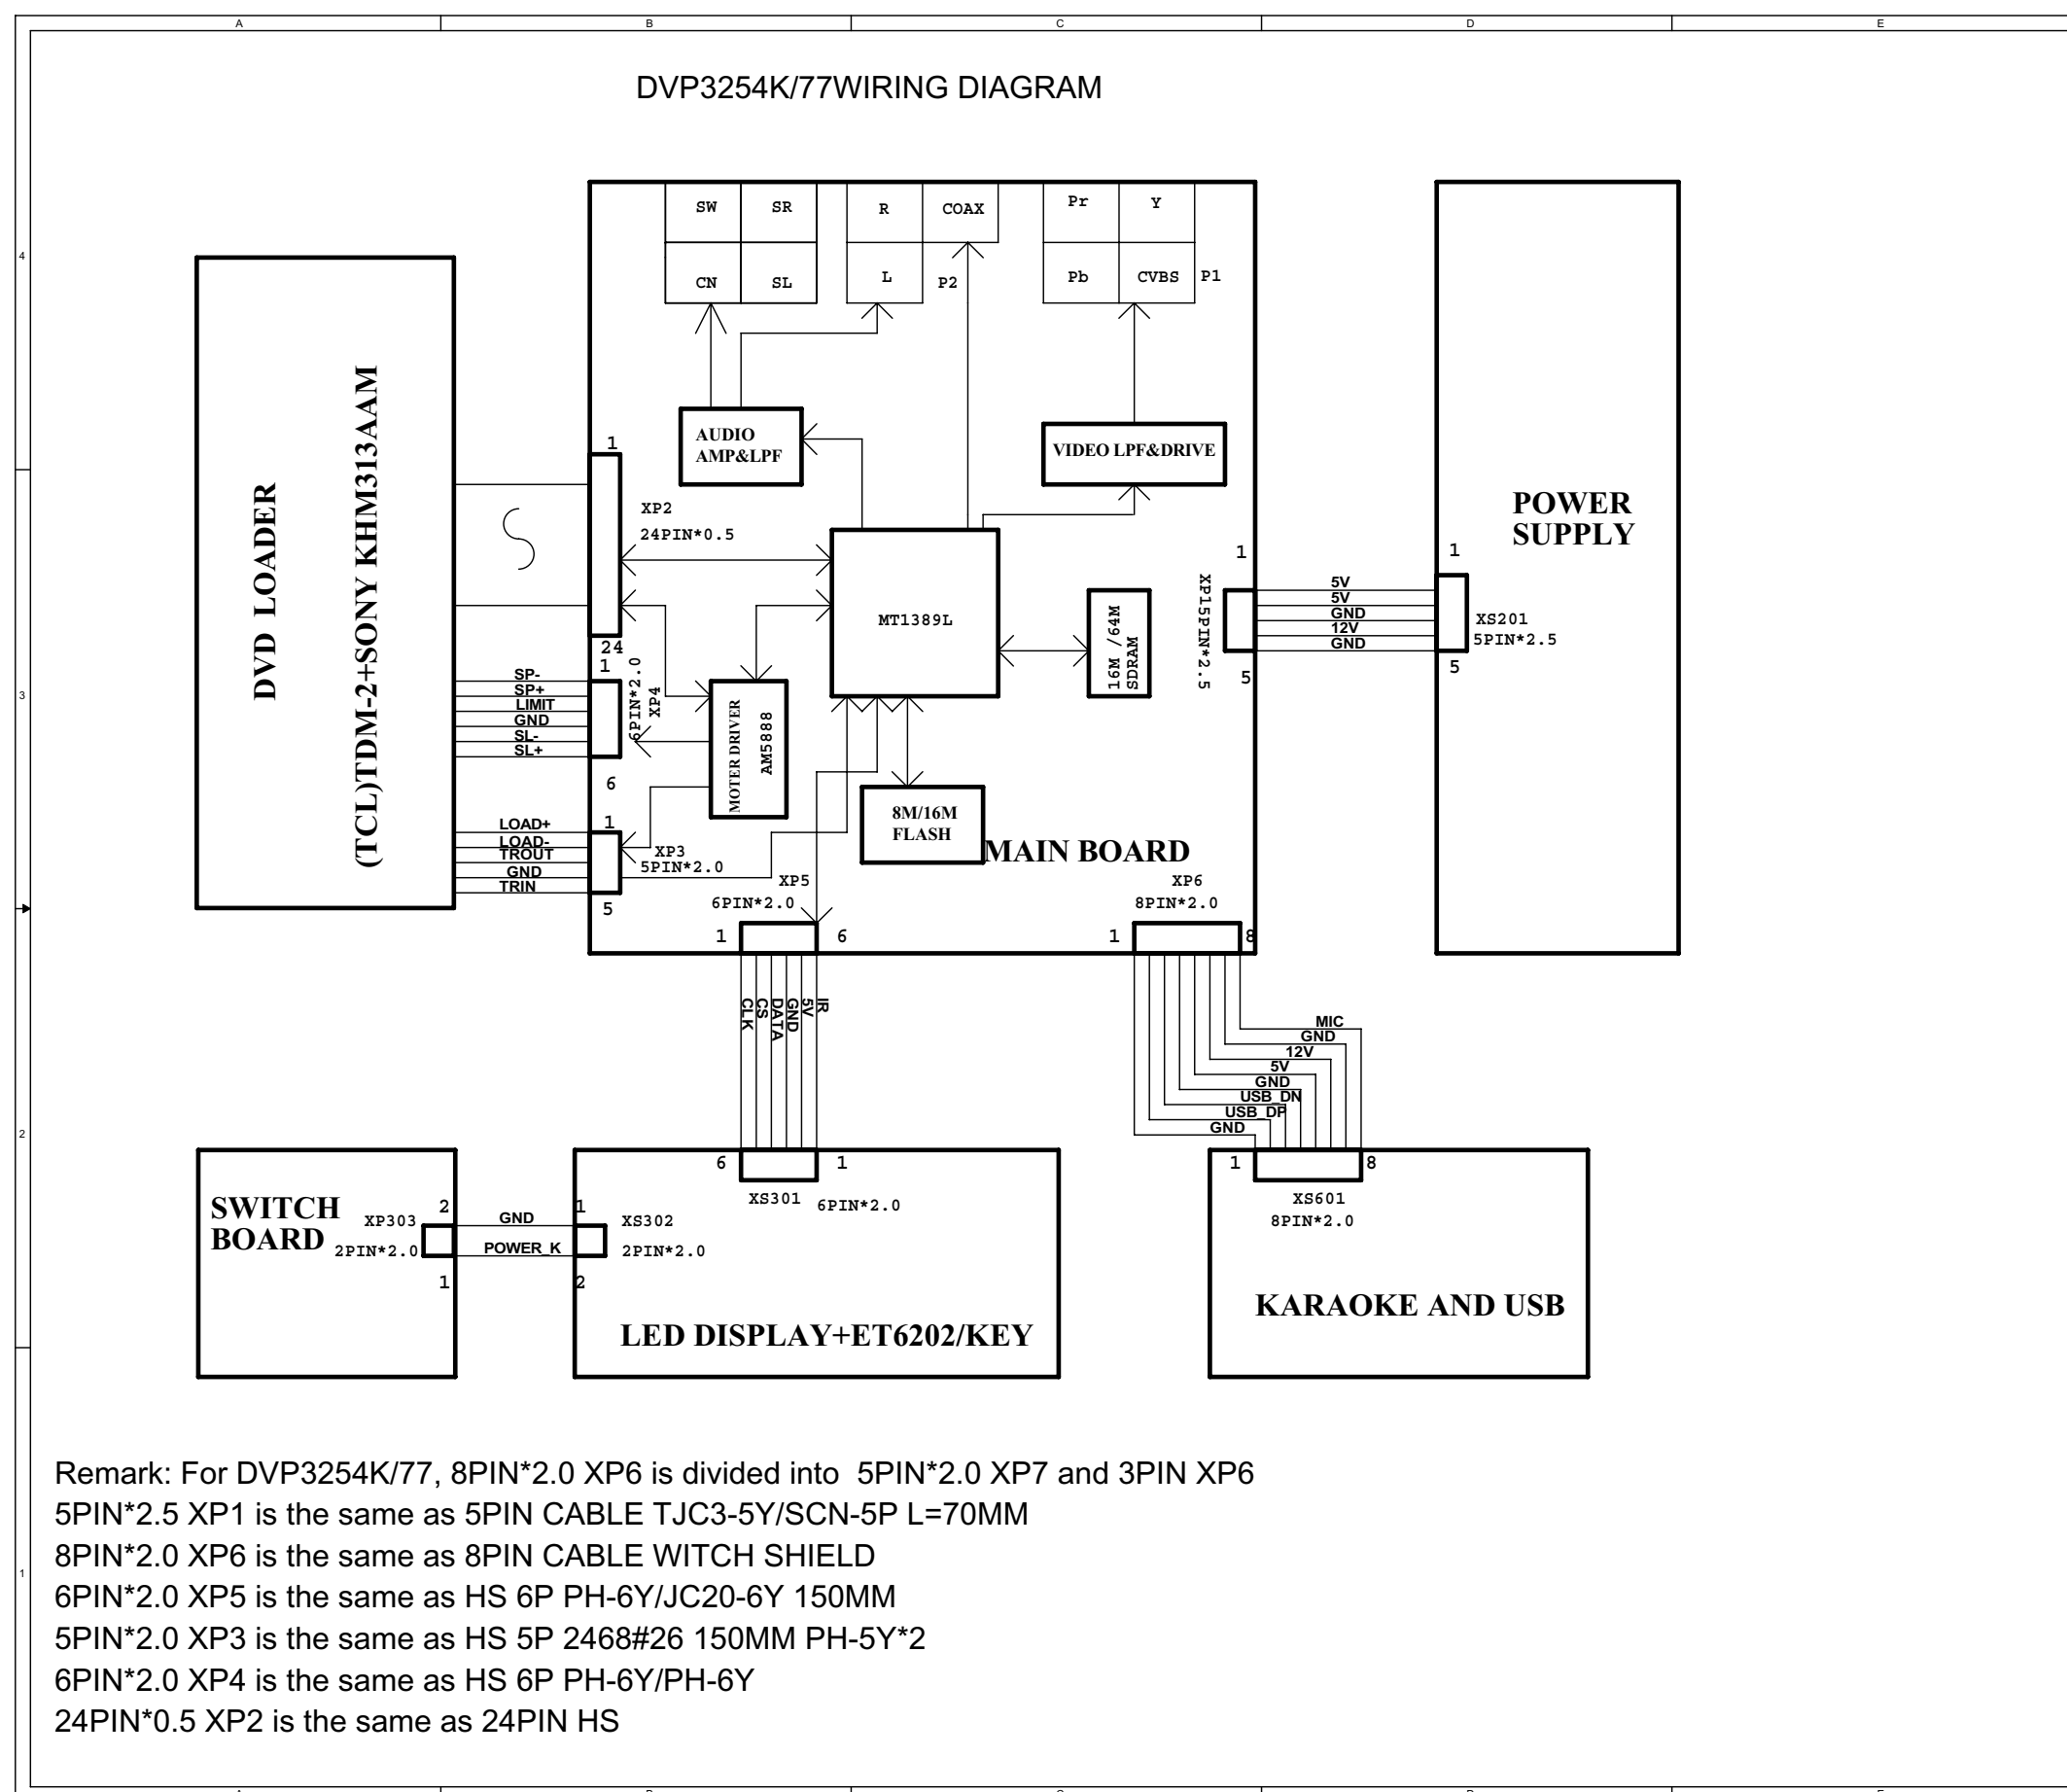 A B C D E
DVP3254K/77WIRING DIAGRAM
SW SR R COAX Pr Y
CN SL L P2 Pb CVBS P1
4
DVD LOADER
(TCL)TDM-2+SONY KHM313AAM
AUDIO
AMP&LPF
VIDEO LPF&DRIVE
POWER
SUPPLY
1
XP2
24PIN*0.5
24
MT1389L
16M /64M
SDRAM
1
XP15PIN*2.5
5
5V
5V
GND
12V
GND
1
XS201
5PIN*2.5
5
3
SP-
SP+
LIMIT
GND
SL-
SL+
1
6PIN*2.0
XP4
6
MOTER DRIVER
AM5888
8M/16M
FLASH
MAIN BOARD
LOAD+
LOAD-
TROUT
GND
TRIN
1
XP3
5PIN*2.0
5
XP5
6PIN*2.0
1 6
XP6
8PIN*2.0
1 8
CLK
CS
DATA
GND
5V
IR
MIC
GND
12V
5V
GND
USB_DN
USB_DP
GND
2
SWITCH
BOARD
XP303
2PIN*2.0
2
1
GND
POWER_K
1
XS302
2PIN*2.0
2
6 1
XS301
6PIN*2.0
LED DISPLAY+ET6202/KEY
1 8
XS601
8PIN*2.0
KARAOKE AND USB
Remark: For DVP3254K/77, 8PIN*2.0 XP6 is divided into 5PIN*2.0 XP7 and 3PIN XP6
5PIN*2.5 XP1 is the same as 5PIN CABLE TJC3-5Y/SCN-5P L=70MM
8PIN*2.0 XP6 is the same as 8PIN CABLE WITCH SHIELD
6PIN*2.0 XP5 is the same as HS 6P PH-6Y/JC20-6Y 150MM
1
5PIN*2.0 XP3 is the same as HS 5P 2468#26 150MM PH-5Y*2
6PIN*2.0 XP4 is the same as HS 6P PH-6Y/PH-6Y
24PIN*0.5 XP2 is the same as 24PIN HS